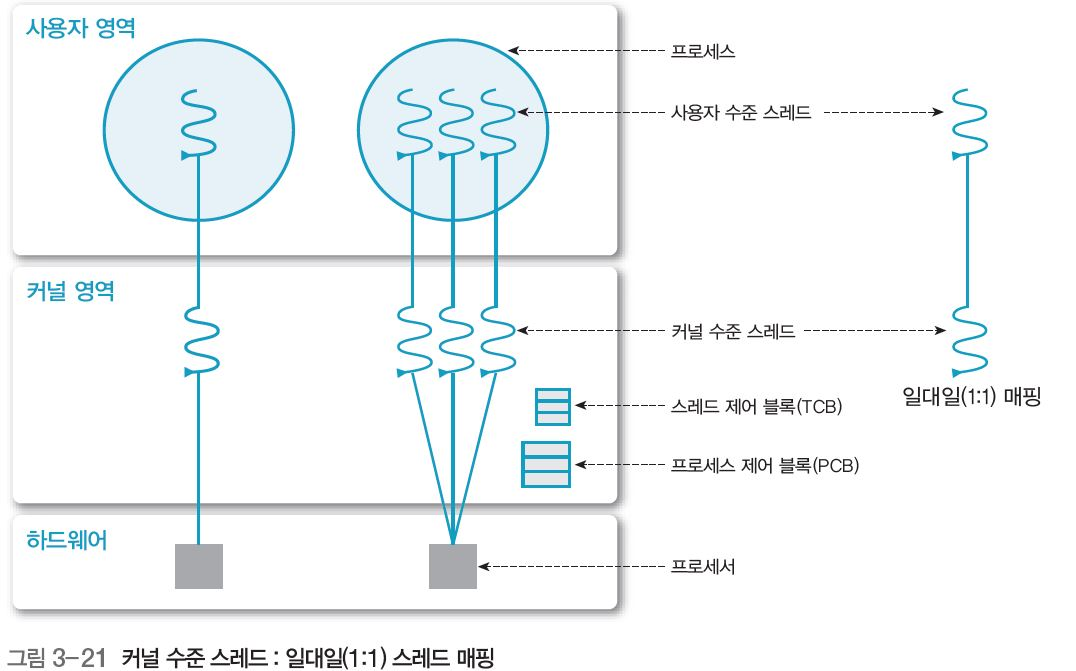 사용자 영역
프로세스
사용자 수준 스레드
커널 영역
커널 수준 스레드
일대일(1:1) 매핑
스레드 제어 블록(TCB)
프로세스 제어 블록(PCB)
하드웨어
프로세서
그림 3-21 커널 수준 스레드 : 일대일(1:1) 스레드 매핑